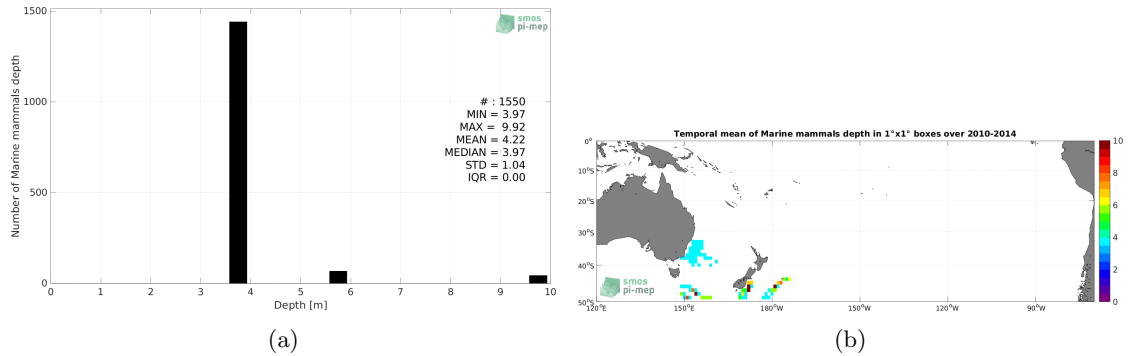 1500
1000
500
0
0 1 2 3 4 5 6 7 8 9 10
Number of Marine mammals depth
Depth [m]
smos
pi-mep
# : 1550
MIN = 3.97
MAX = 9.92
MEAN = 4.22
MEDIAN = 3.97
STD = 1.04
IQR = 0.00
(a)
Temporal mean of Marine mammals depth in 1°x1° boxes over 2010-2014
0°
10°S
20°S
30°S
40°S
50°S
120°E 150°E 180°W 150°W 120°W 90°W
smos
pi-mep
10
8
6
4
2
0
(b)